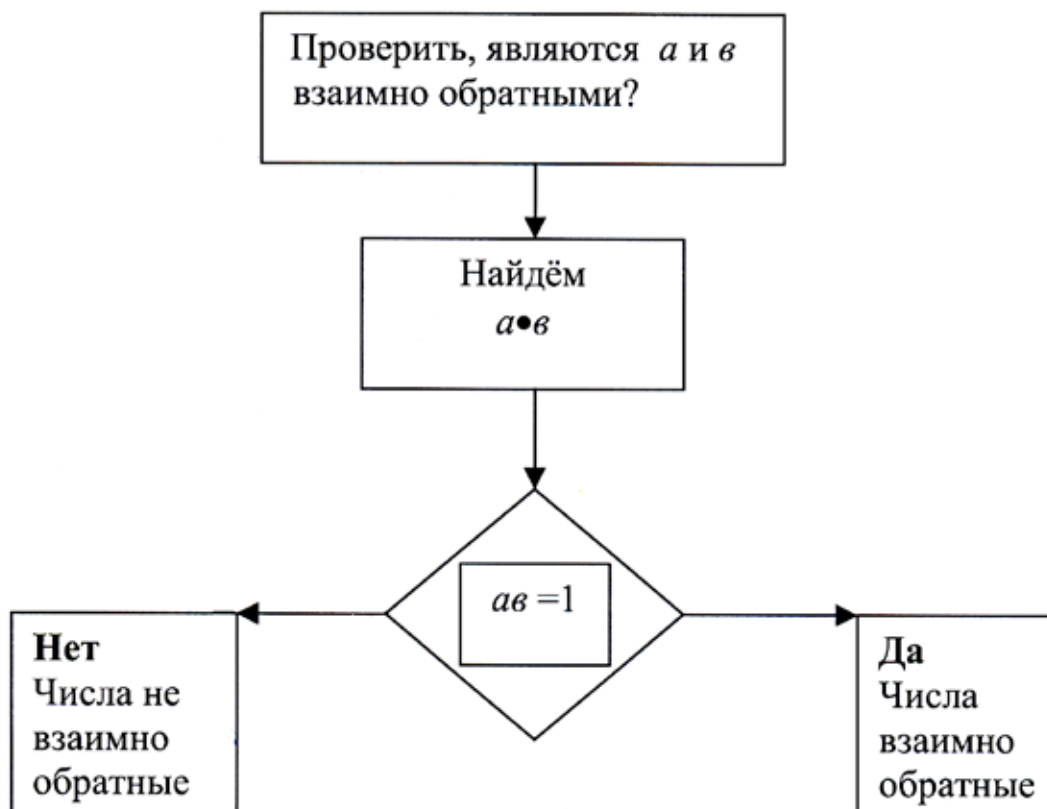 Проверить, являются а и в
взаимно обратными?
Найдём
а•в
ав =1
Нет
Числа не
взаимно
обратные
Да
Числа
взаимно
обратные